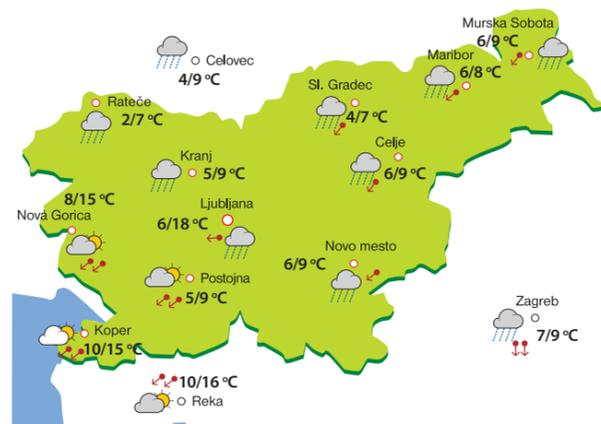 Murska Sobota
6/9 °C
Celovec
4/9 °C
Maribor
6/8 °C
Sl. Gradec
4/7 °C
Rateče
2/7 °C
Celje
6/9 °C
Kranj
5/9 °C
8/15 °C
Nova Gorica
Ljubljana
6/18 °C
Novo mesto
6/9 °C
Postojna
5/9 °C
Zagreb
7/9 °C
Koper
10/15 °C
10/16 °C
Reka